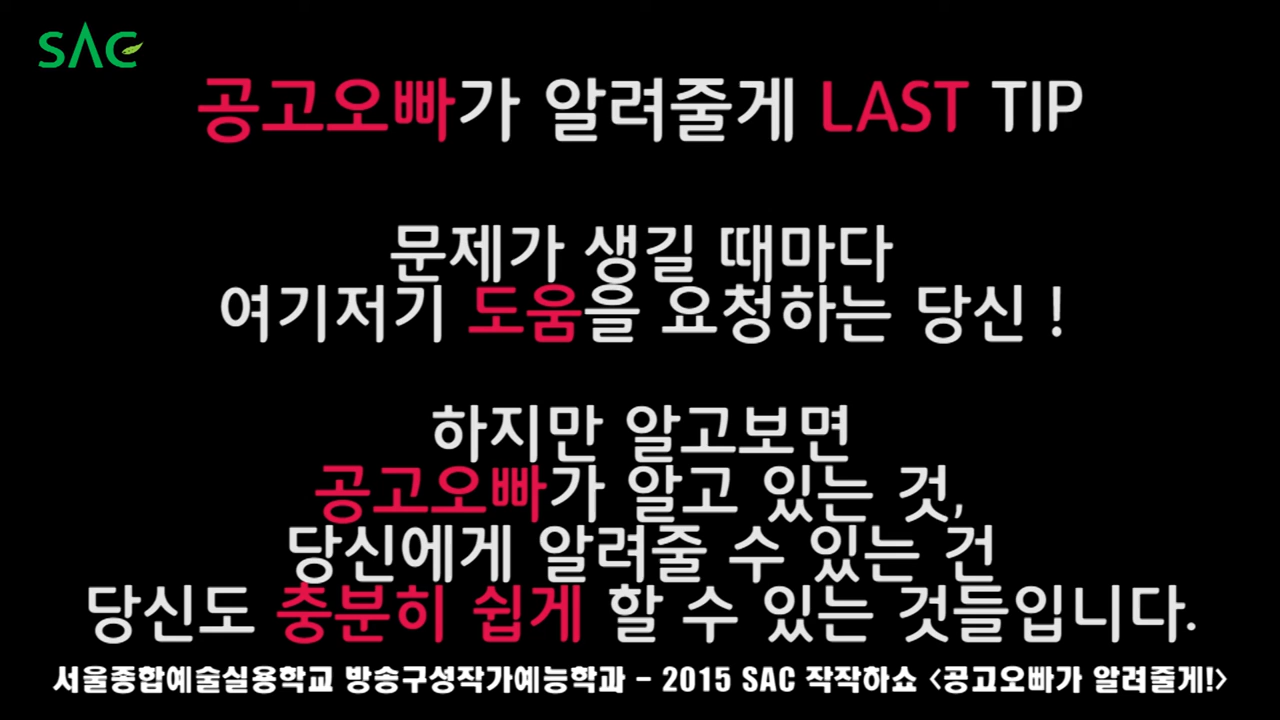 SAC
공고오빠가 알려줄게 LAST TIP
문제가 생길 때마다
여기저기 도움을 요청하는 당신 !
하지만 알고보면
공고오빠가 알고 있는 것,
당신에게 알려줄 수 있는 건
당신도 충분히 쉽게 할 수 있는 것들입니다.
서울종합예술실용학교 방송구성작가예능학과 - 2015 SAC 작작하쇼 <공고오빠가 알려줄게!>